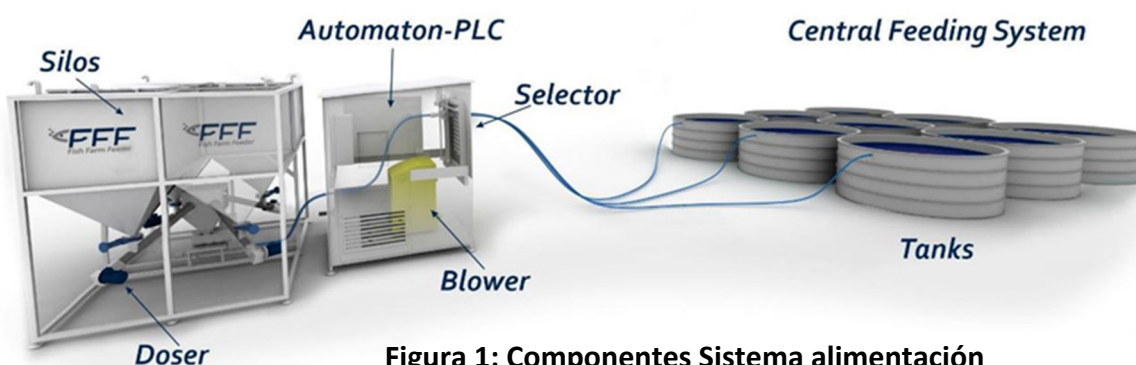 Central Feeding System
Automaton-PLC
Silos
Selector
FFF
Fish Farm Feeder
FFF
Fish Farm Feeder
Blower
Tanks
Doser
Figura 1: Componentes Sistema alimentación